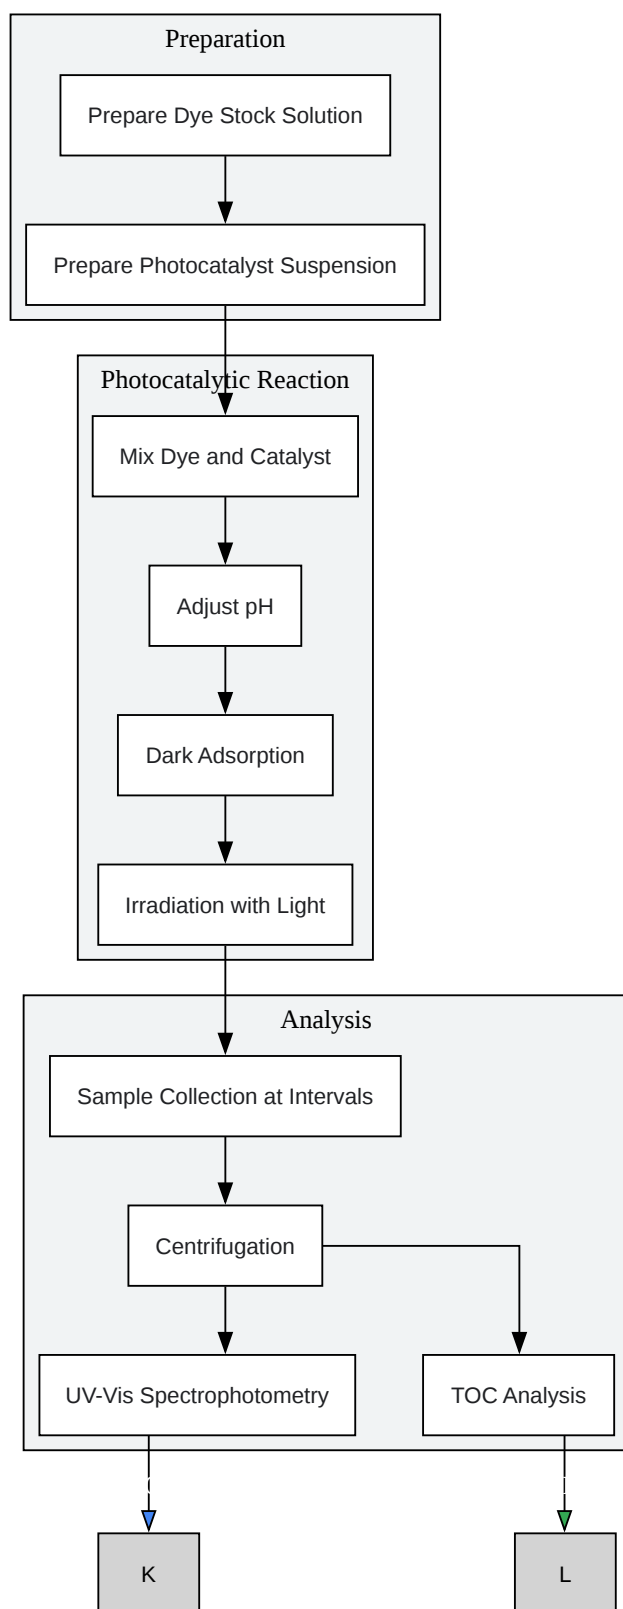 Preparation
Prepare Dye Stock Solution
Prepare Photocatalyst Suspension
Photocatalytic Reaction
Mix Dye and Catalyst
Adjust pH
Dark Adsorption
Irradiation with Light
Analysis
Sample Collection at Intervals
Centrifugation
UV-Vis Spectrophotometry
TOC Analysis
K
L